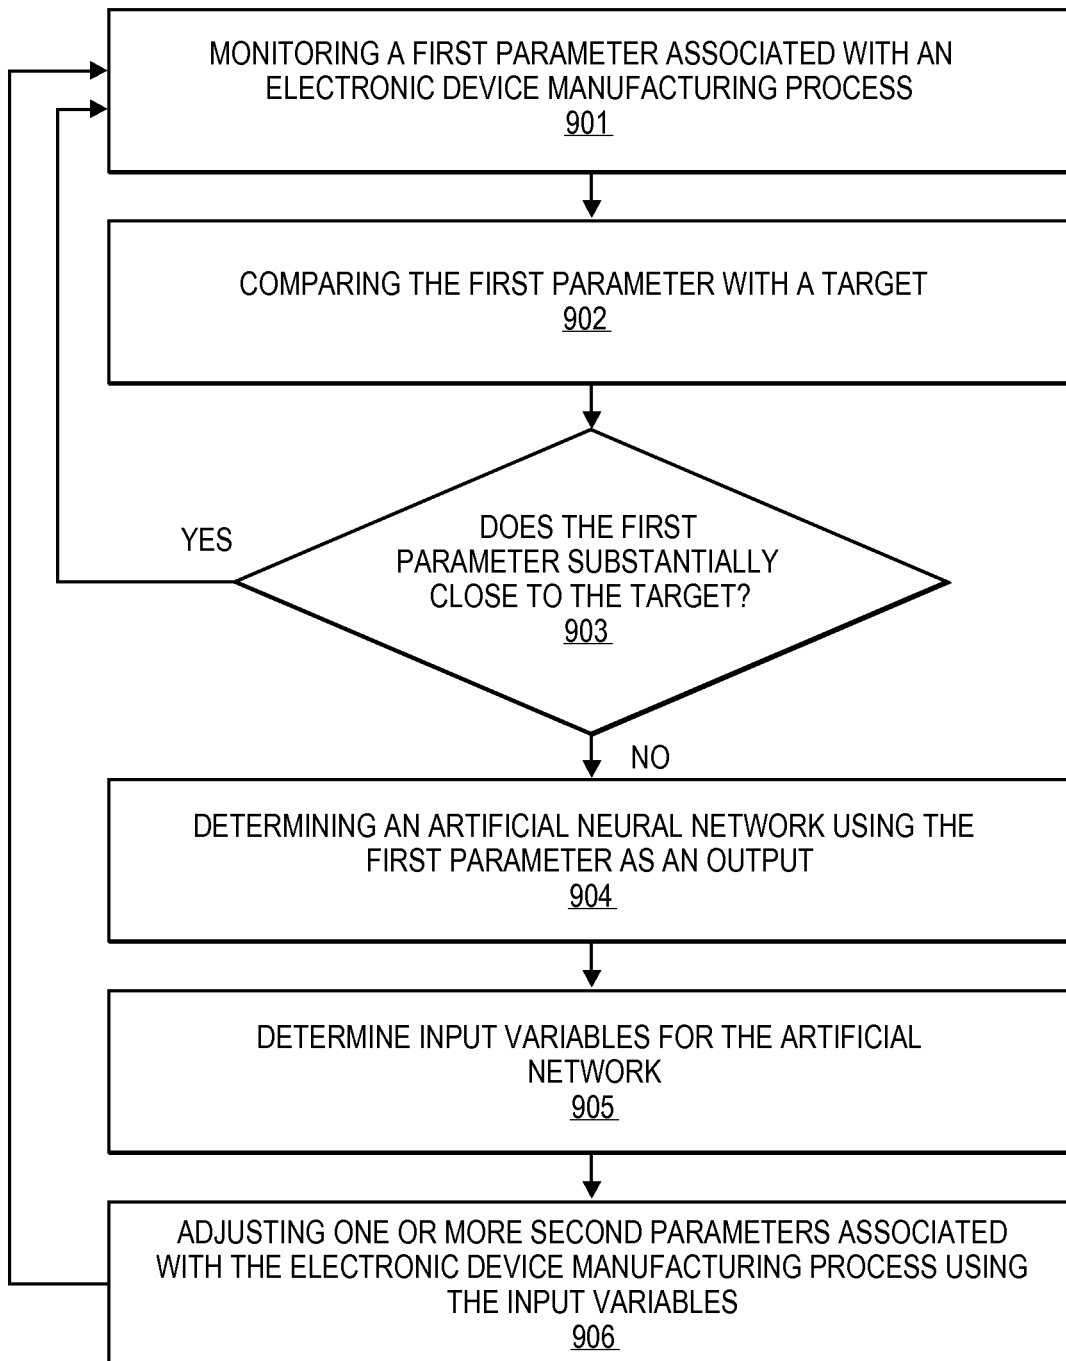 MONITORING A FIRST PARAMETER ASSOCIATED WITH AN
ELECTRONIC DEVICE MANUFACTURING PROCESS
901
COMPARING THE FIRST PARAMETER WITH A TARGET
902
YES
DOES THE FIRST
PARAMETER SUBSTANTIALLY
CLOSE TO THE TARGET?
903
NO
DETERMINING AN ARTIFICIAL NEURAL NETWORK USING THE
FIRST PARAMETER AS AN OUTPUT
904
DETERMINE INPUT VARIABLES FOR THE ARTIFICIAL
NETWORK
905
ADJUSTING ONE OR MORE SECOND PARAMETERS ASSOCIATED
WITH THE ELECTRONIC DEVICE MANUFACTURING PROCESS USING
THE INPUT VARIABLES
906